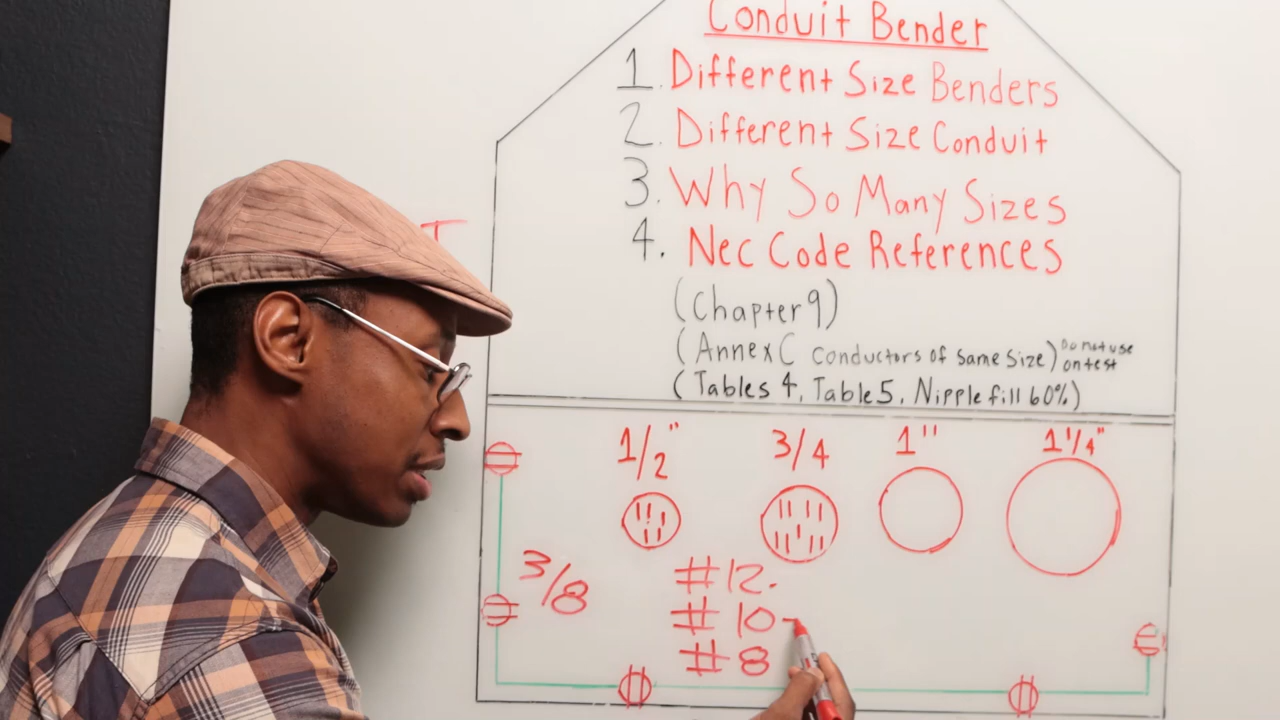 Conduit Bender
1. Different Size Benders
2. Different Size Conduit
3. Why So Many Sizes
4. Nec Code References
(Chapter 9)
(Annex C conductors of same size) Do not use on test
(Tables 4, Table 5. Nipple fill 60%)
1/2" 3/4 1" 1 1/4"
3/8
#12.
#10-
#8